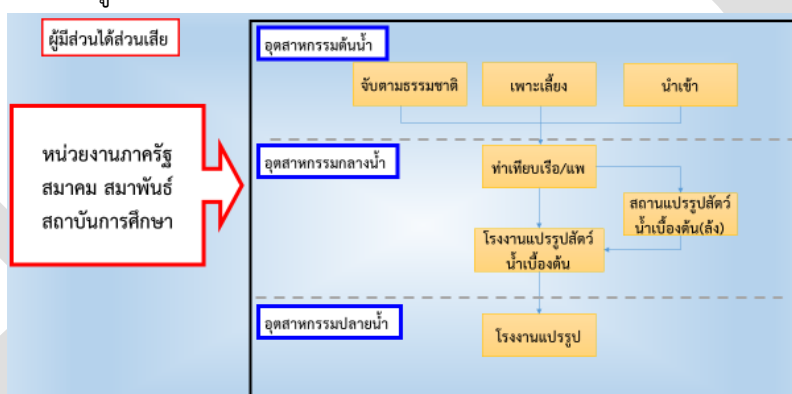 ผู้มีส่วนได้ส่วนเสีย
หน่วยงานภาครัฐ
สมาคม สมาพันธ์
สถาบันการศึกษา
อุตสาหกรรมต้นน้ำ
จับตามธรรมชาติ
เพาะเลี้ยง
นำเข้า
อุตสาหกรรมกลางน้ำ
ท่าเทียบเรือ/แพ
สถานแปรรูปสัตว์
น้ำเบื้องต้น(ล้ง)
โรงงานแปรรูปสัตว์
น้ำเบื้องต้น
อุตสาหกรรมปลายน้ำ
โรงงานแปรรูป